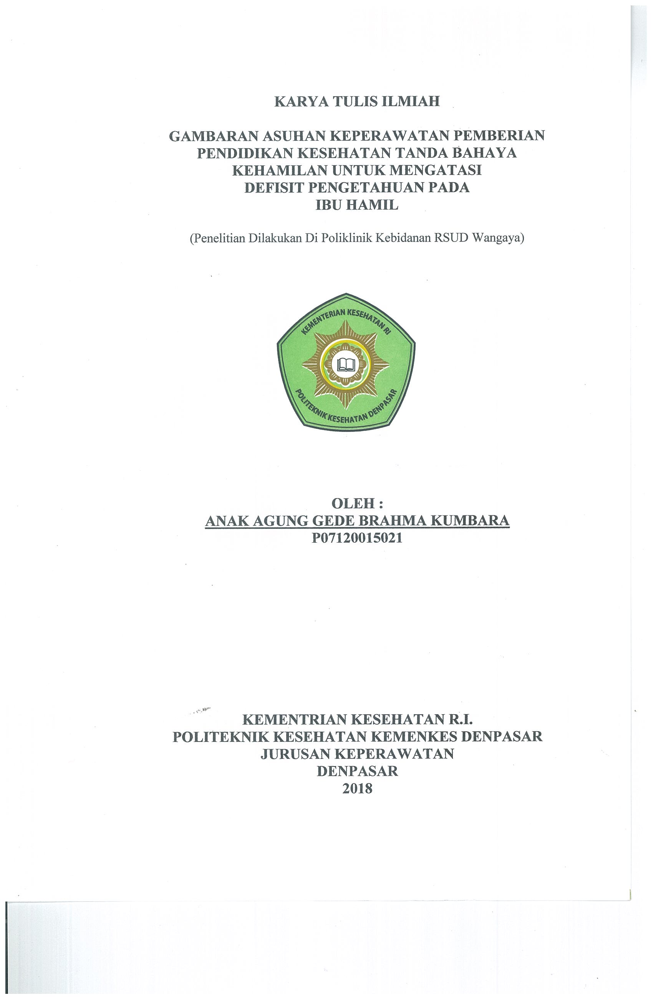 KARYA TULIS ILMIAH
GAMBARAN ASUHAN KEPERAWATAN PEMBERIAN
PENDIDIKAN KESEHATAN TANDA BAHAYA
KEHAMILAN UNTUK MENGATASI
DEFISIT PENGETAHUAN PADA
IBU HAMIL
(Penelitian Dilakukan Di Poliklinik Kebidanan RSUD Wangaya)
KEMENTERIAN KESEHATAN RI
POLITEKNIK KESEHATAN DENPASAR
OLEH :
ANAK AGUNG GEDE BRAHMA KUMBARA
P07120015021
KEMENTRIAN KESEHATAN R.I.
POLITEKNIK KESEHATAN KEMENKES DENPASAR
JURUSAN KEPERAWATAN
DENPASAR
2018